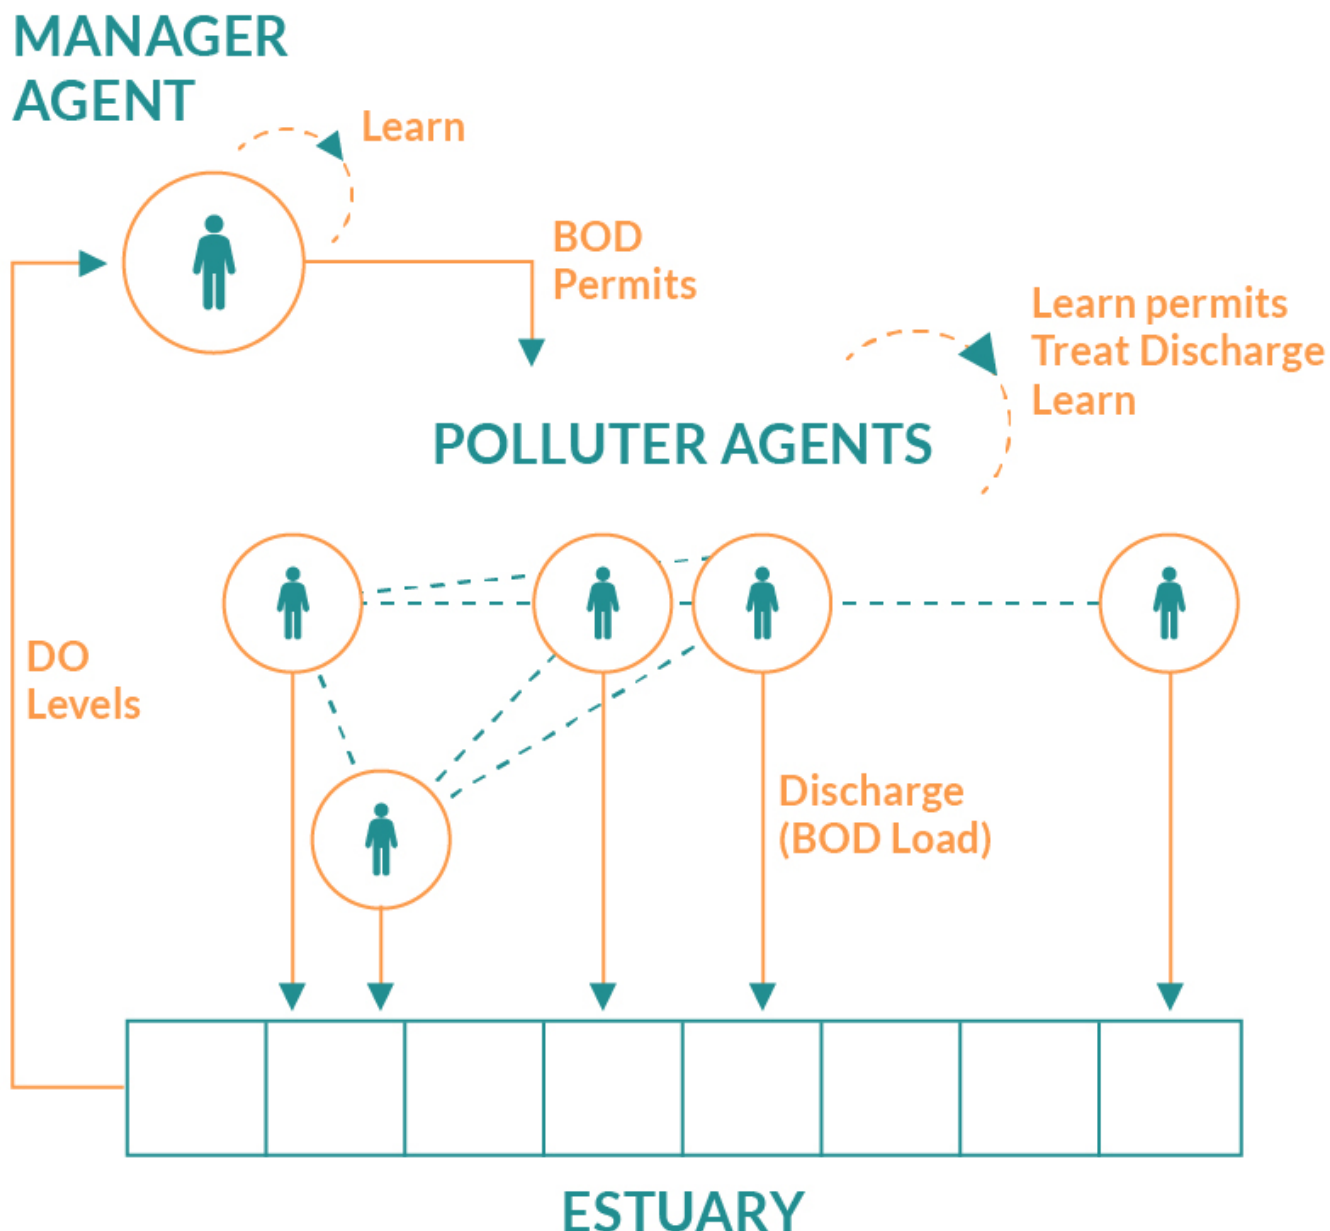 MANAGER
AGENT
Learn
BOD
Permits
Learn permits
Treat Discharge
Learn
POLLUTER AGENTS
DO
Levels
Discharge
(BOD Load)
ESTUARY